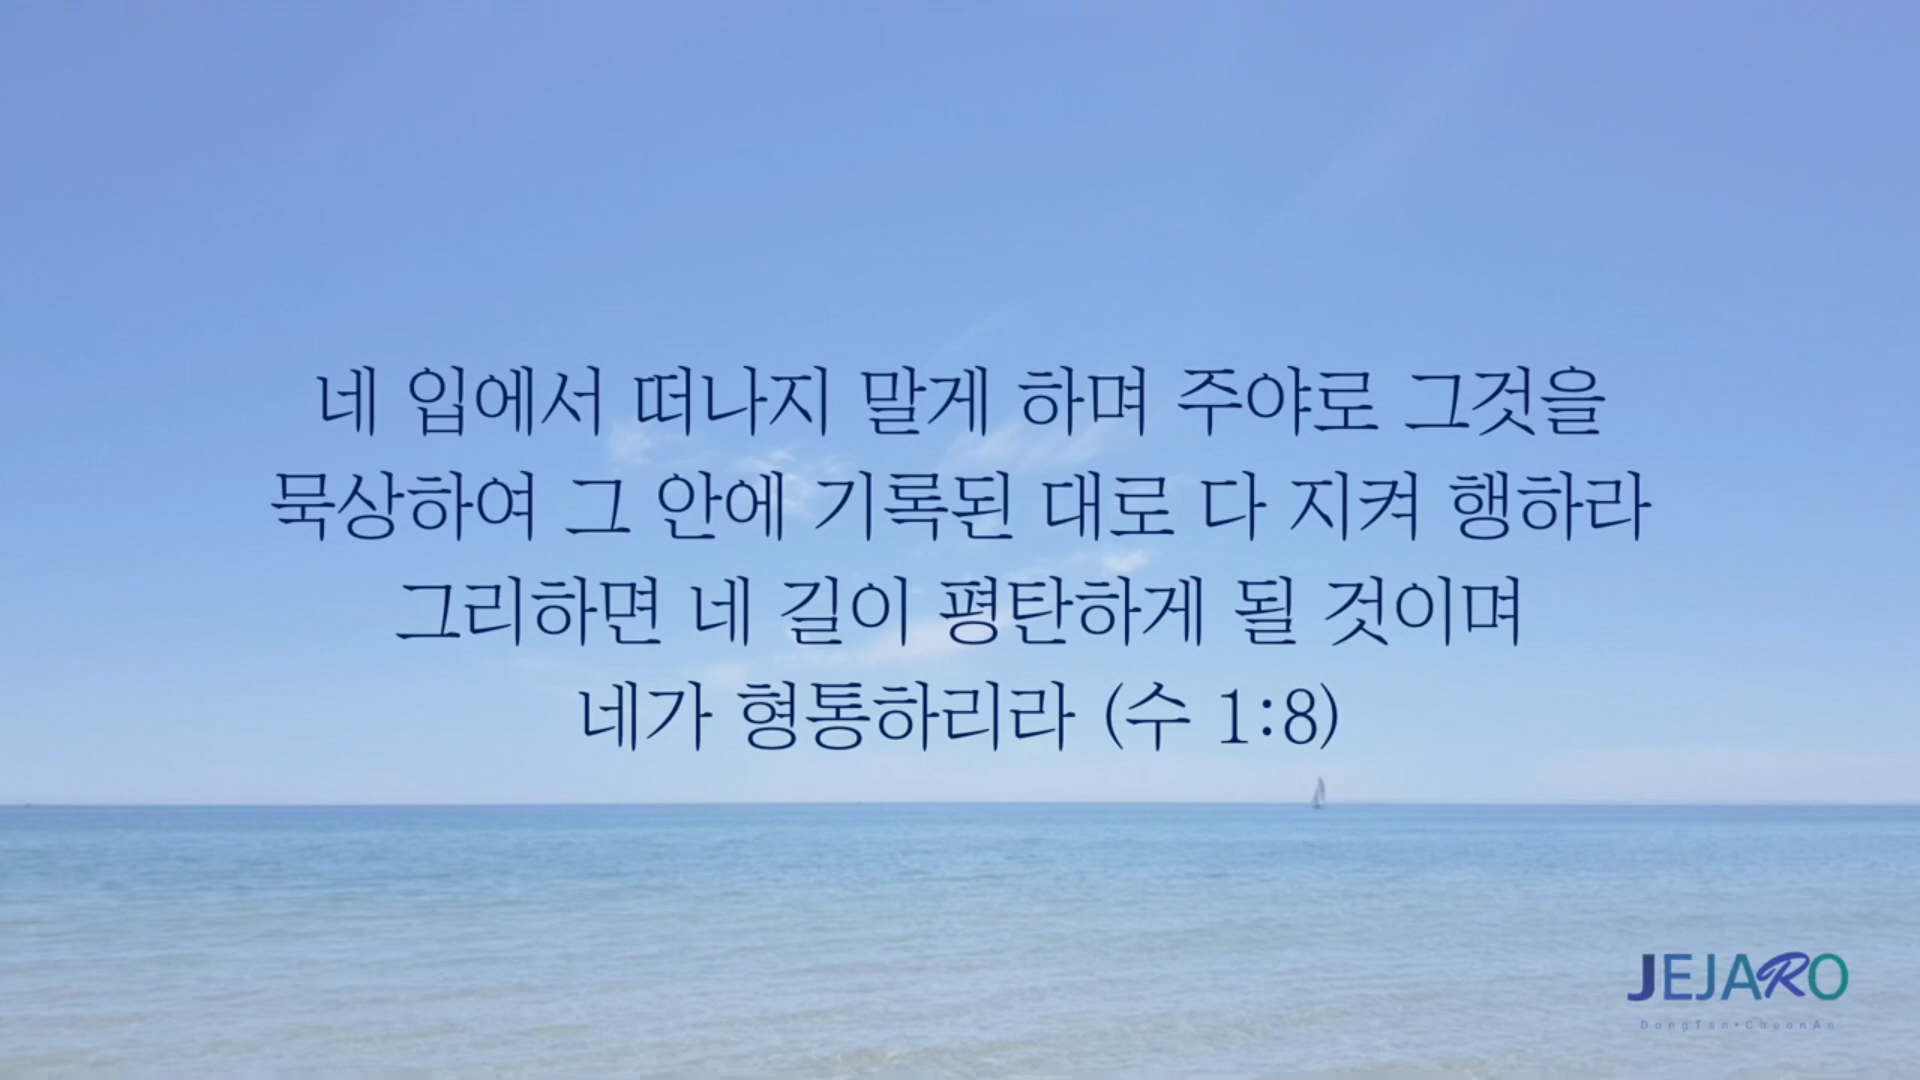 네 입에서 떠나지 말게 하며 주야로 그것을
묵상하여 그 안에 기록된 대로 다 지켜 행하라
그리하면 네 길이 평탄하게 될 것이며
네가 형통하리라 (수 1:8)
JEJARO
DongTan•CheonAn